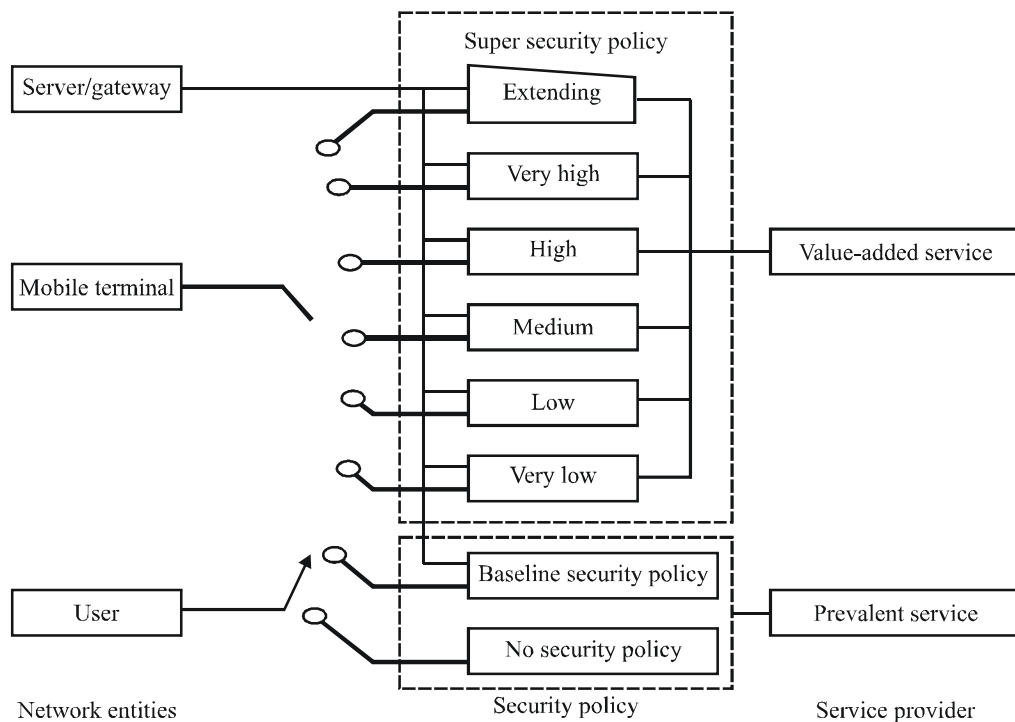 Super security policy
Server/gateway
Extending
Very high
High
Value-added service
Mobile terminal
Medium
Low
Very low
Baseline security policy
User
Prevalent service
No security policy
Network entities
Security policy
Service provider